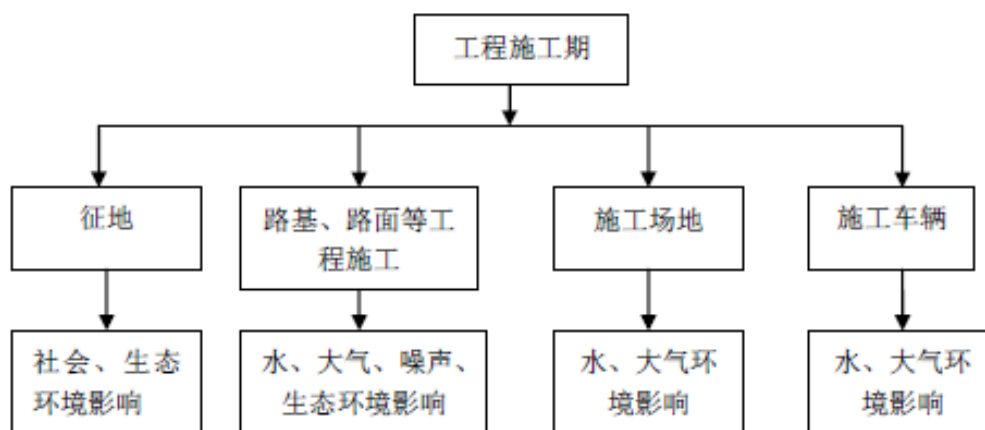 工程施工期
征地
路基、路面等工
程施工
施工场地
施工车辆
社会、生态
环境影响
水、大气、噪声、
生态环境影响
水、大气环
境影响
水、大气环
境影响